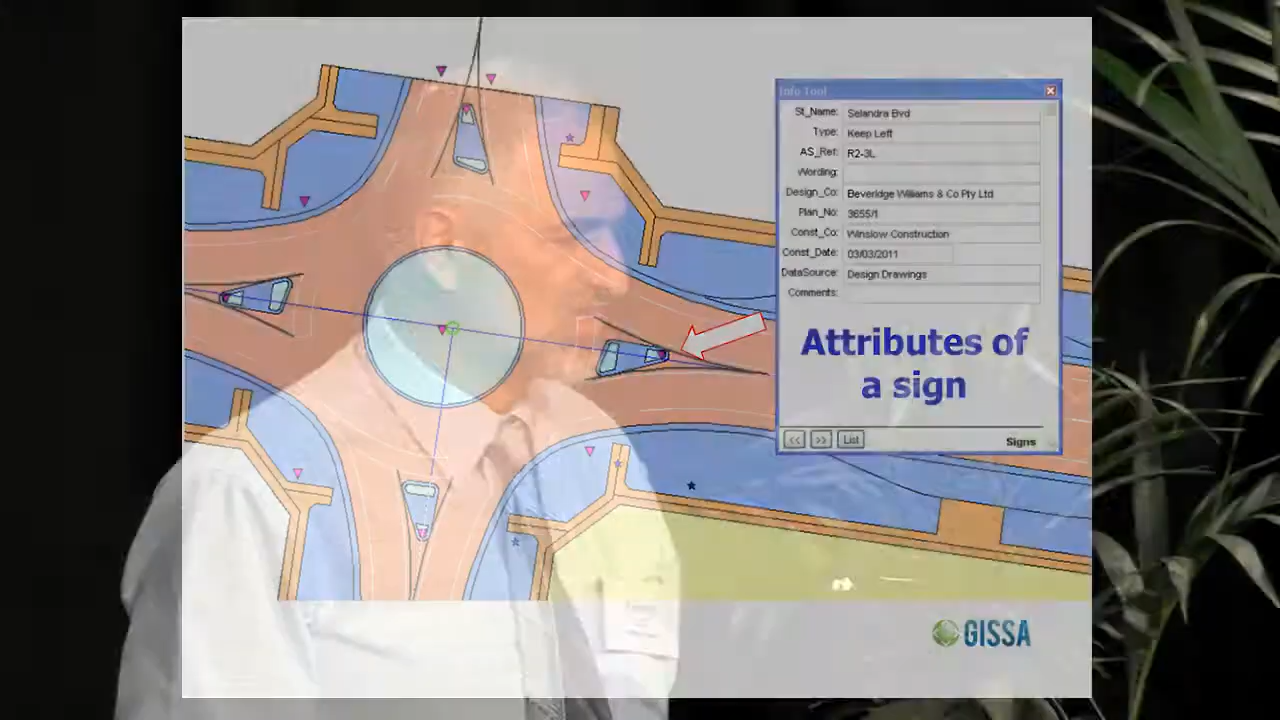 Info Tool
St_Name: Selandra Bvd
Type: Keep Left
AS_Ref: R2-3L
Wording:
Design_Co: Beveridge Williams & Co Pty Ltd
Plan_No: 3655/1
Const_Co: Winslow Construction
Const_Date: 03/03/2011
DataSource: Design Drawings
Comments:
Attributes of
a sign
<< >> List Signs
GISSA